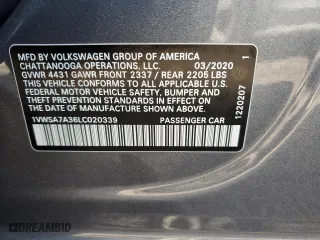 MFD BY VOLKSWAGEN GROUP OF AMERICA
CHATTANOOGA OPERATIONS, LLC. 03/2020
GVWR 4431 GAWR FRONT 2337 / REAR 2205 LBS
THIS VEHICLE CONFORMS TO ALL APPLICABLE
FEDERAL MOTOR VEHICLE SAFETY, BUMPER AND THEFT
PREVENTION STANDARDS IN EFFECT ON THE DATE
OF MANUFACTURE SHOWN ABOVE.
1VWSA7A36LC020339 PASSENGER CAR
1220207 1
DREAMBID